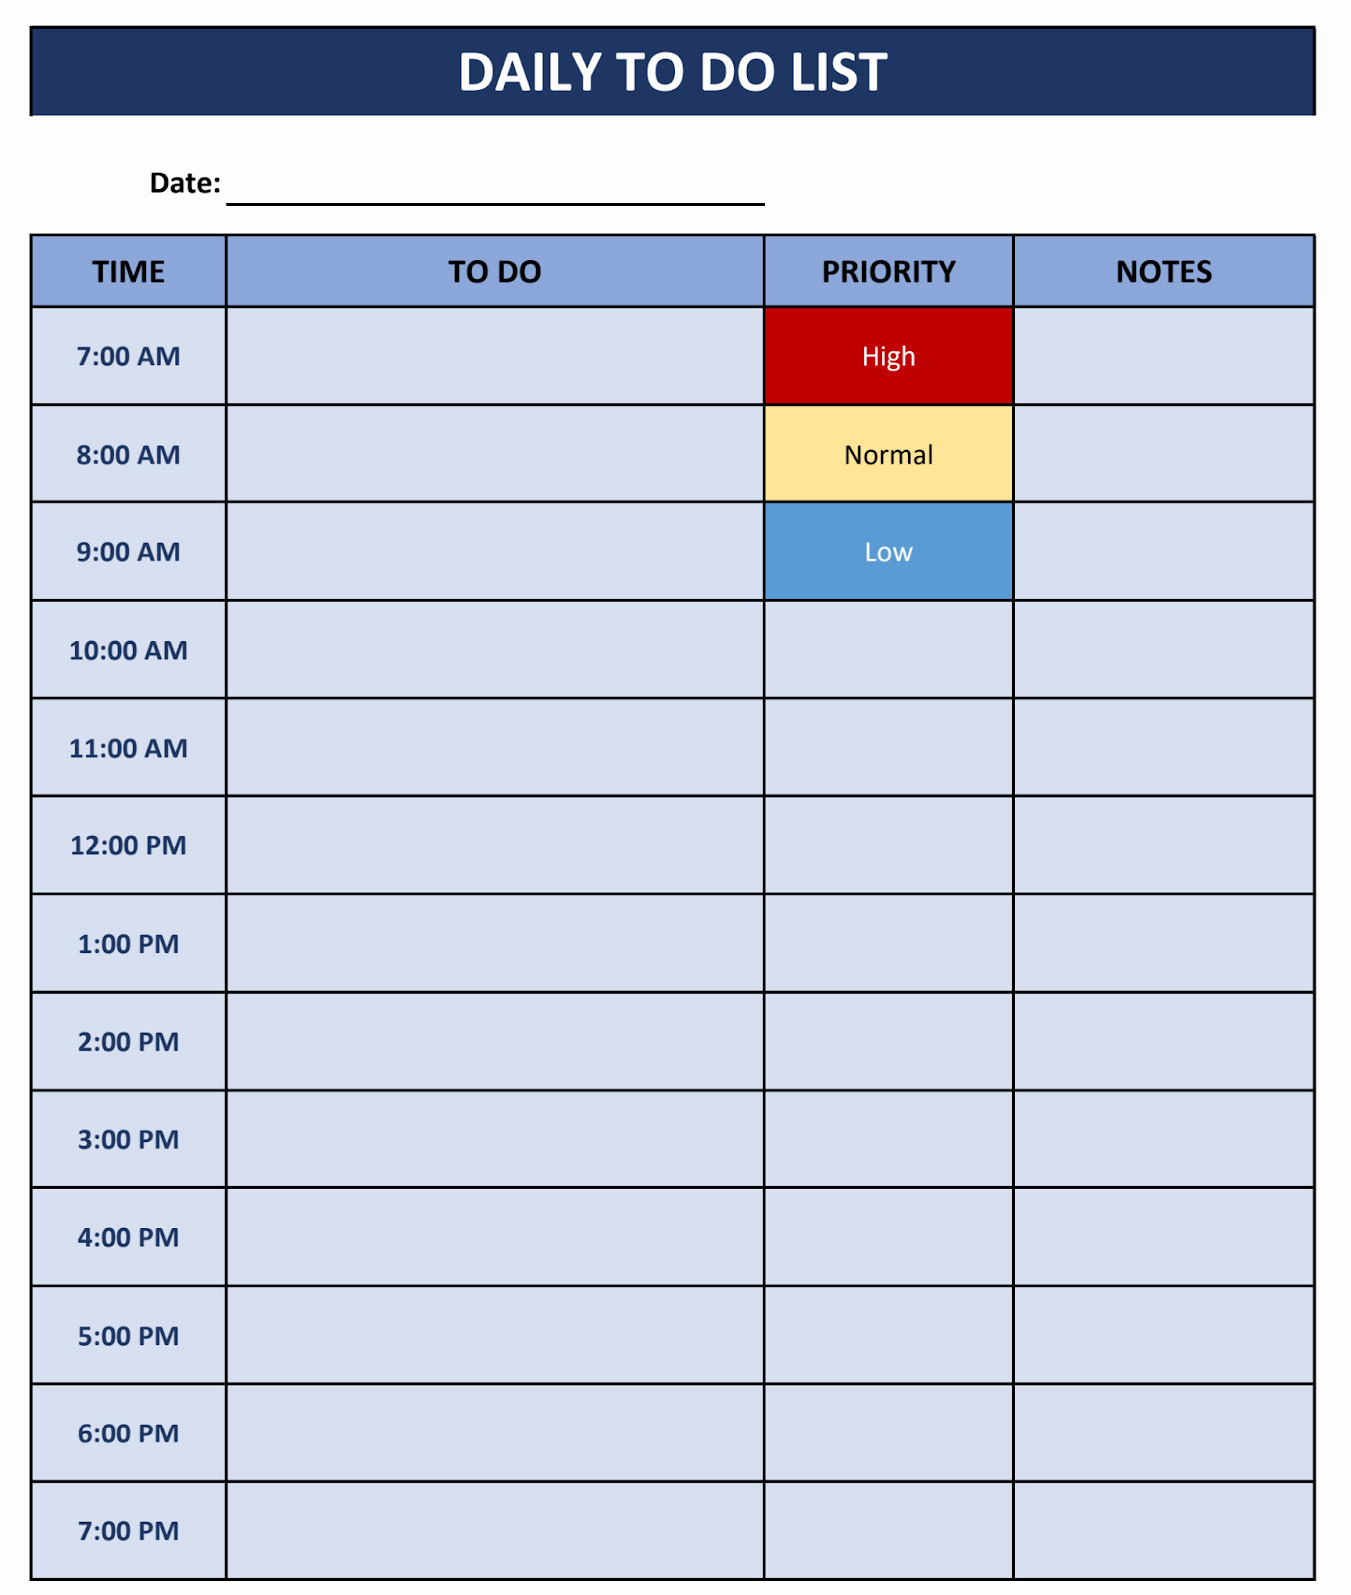 DAILY TO DO LIST
Date:
TIME TO DO PRIORITY NOTES
7:00 AM High
8:00 AM Normal
9:00 AM Low
10:00 AM
11:00 AM
12:00 PM
1:00 PM
2:00 PM
3:00 PM
4:00 PM
5:00 PM
6:00 PM
7:00 PM